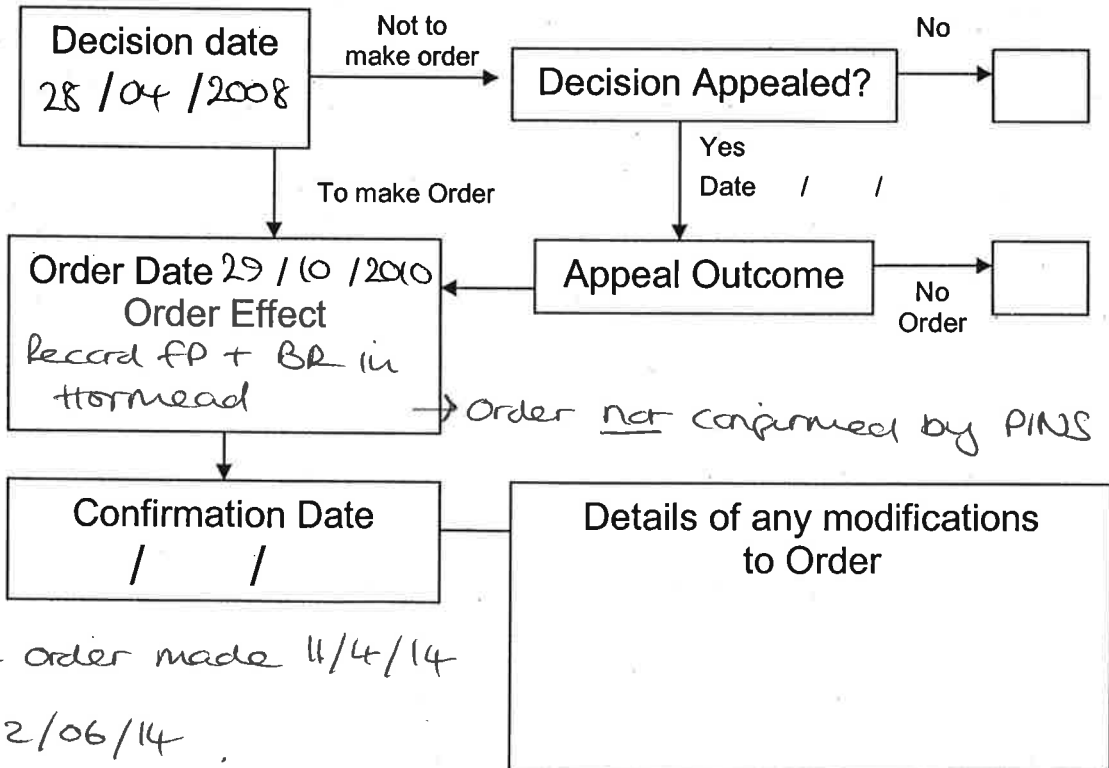 Decision date
28 / 04 / 2008
Not to
make order
Decision Appealed?
No
Yes
Date / /
To make Order
Order Date 29 / 10 / 2010
Order Effect
Record FP + BR in
Hormead
Appeal Outcome
No
Order
→ Order not confirmed by PINS
Confirmation Date
/ /
Details of any modifications
to Order
order made 11/4/14
2/06/14.